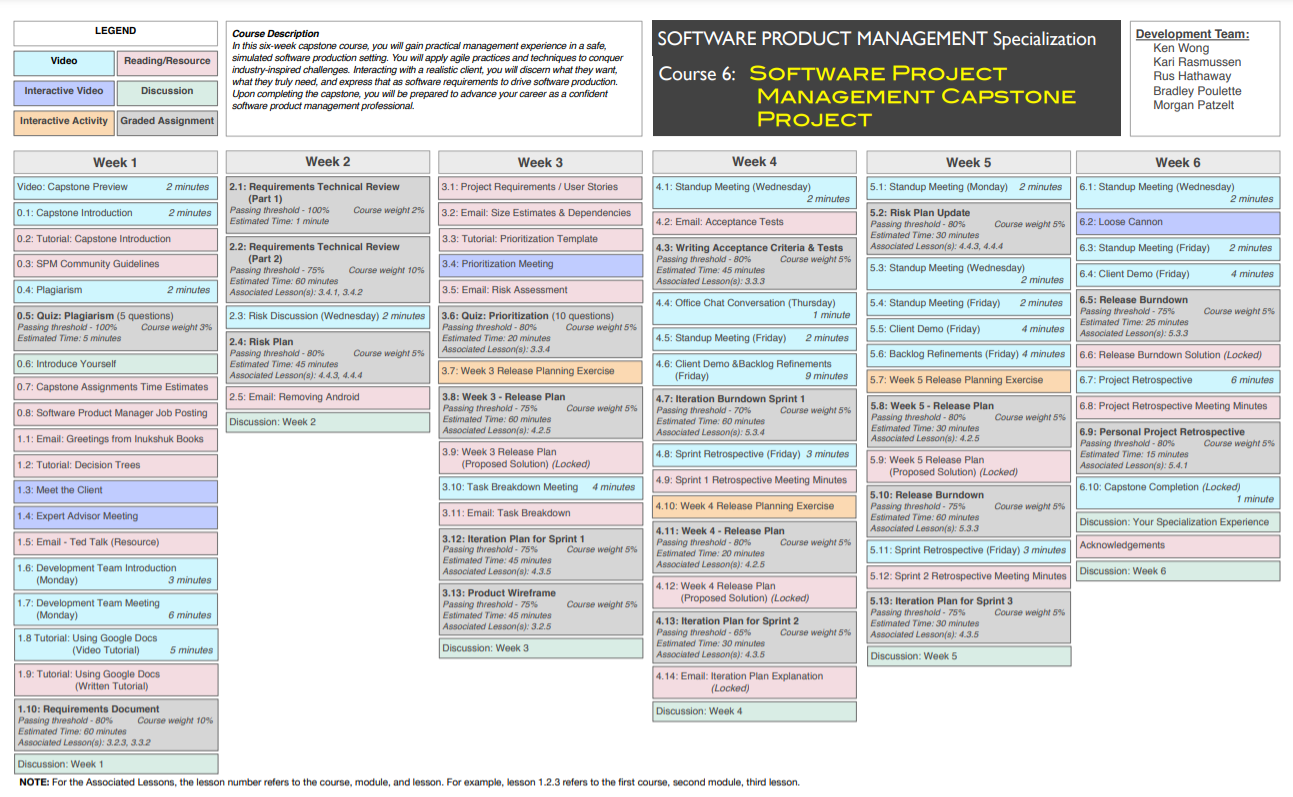 LEGEND
Video
Reading/Resource
Interactive Video
Discussion
Interactive Activity
Graded Assignment
Course Description
In this six-week capstone course, you will gain practical management experience in a safe,
simulated software production setting. You will apply agile practices and techniques to conquer
industry-inspired challenges. Interacting with a realistic client, you will discern what they want,
what they truly need, and express that as software requirements to drive software production.
Upon completing the capstone, you will be prepared to advance your career as a confident
software product management professional.
SOFTWARE PRODUCT MANAGEMENT Specialization
Course 6: SOFTWARE PROJECT
MANAGEMENT CAPSTONE
PROJECT
Development Team:
Ken Wong
Kari Rasmussen
Rus Hathaway
Bradley Poulette
Morgan Patzelt
Week 1
Video: Capstone Preview 2 minutes
0.1: Capstone Introduction 2 minutes
0.2: Tutorial: Capstone Introduction
0.3: SPM Community Guidelines
0.4: Plagiarism 2 minutes
0.5: Quiz: Plagiarism (5 questions)
Passing threshold - 100% Course weight 3%
Estimated Time: 5 minutes
0.6: Introduce Yourself
0.7: Capstone Assignments Time Estimates
0.8: Software Product Manager Job Posting
1.1: Email: Greetings from Inukshuk Books
1.2: Tutorial: Decision Trees
1.3: Meet the Client
1.4: Expert Advisor Meeting
1.5: Email - Ted Talk (Resource)
1.6: Development Team Introduction
(Monday) 3 minutes
1.7: Development Team Meeting
(Monday) 6 minutes
1.8 Tutorial: Using Google Docs
(Video Tutorial) 5 minutes
1.9: Tutorial: Using Google Docs
(Written Tutorial)
1.10: Requirements Document
Passing threshold - 80% Course weight 10%
Estimated Time: 60 minutes
Associated Lesson(s): 3.2.3, 3.3.2
Discussion: Week 1
Week 2
2.1: Requirements Technical Review
(Part 1)
Passing threshold - 100% Course weight 2%
Estimated Time: 1 minute
2.2: Requirements Technical Review
(Part 2)
Passing threshold - 75% Course weight 10%
Estimated Time: 60 minutes
Associated Lesson(s): 3.4.1, 3.4.2
2.3: Risk Discussion (Wednesday) 2 minutes
2.4: Risk Plan
Passing threshold - 80% Course weight 5%
Estimated Time: 45 minutes
Associated Lesson(s): 4.4.3, 4.4.4
2.5: Email: Removing Android
Discussion: Week 2
Week 3
3.1: Project Requirements / User Stories
3.2: Email: Size Estimates & Dependencies
3.3: Tutorial: Prioritization Template
3.4: Prioritization Meeting
3.5: Email: Risk Assessment
3.6: Quiz: Prioritization (10 questions)
Passing threshold - 80% Course weight 5%
Estimated Time: 20 minutes
Associated Lesson(s): 3.3.4
3.7: Week 3 Release Planning Exercise
3.8: Week 3 - Release Plan
Passing threshold - 75% Course weight 5%
Estimated Time: 60 minutes
Associated Lesson(s): 4.2.5
3.9: Week 3 Release Plan
(Proposed Solution) (Locked)
3.10: Task Breakdown Meeting 4 minutes
3.11: Email: Task Breakdown
3.12: Iteration Plan for Sprint 1
Passing threshold - 75% Course weight 5%
Estimated Time: 45 minutes
Associated Lesson(s): 4.3.5
3.13: Product Wireframe
Passing threshold - 75% Course weight 5%
Estimated Time: 45 minutes
Associated Lesson(s): 3.2.5
Discussion: Week 3
Week 4
4.1: Standup Meeting (Wednesday)
2 minutes
4.2: Email: Acceptance Tests
4.3: Writing Acceptance Criteria & Tests
Passing threshold - 80% Course weight 5%
Estimated Time: 45 minutes
Associated Lesson(s): 3.3.3
4.4: Office Chat Conversation (Thursday)
1 minute
4.5: Standup Meeting (Friday) 2 minutes
4.6: Client Demo &Backlog Refinements
(Friday) 9 minutes
4.7: Iteration Burndown Sprint 1
Passing threshold - 70% Course weight 5%
Estimated Time: 60 minutes
Associated Lesson(s): 5.3.4
4.8: Sprint Retrospective (Friday) 3 minutes
4.9: Sprint 1 Retrospective Meeting Minutes
4.10: Week 4 Release Planning Exercise
4.11: Week 4 - Release Plan
Passing threshold - 80% Course weight 5%
Estimated Time: 20 minutes
Associated Lesson(s): 4.2.5
4.12: Week 4 Release Plan
(Proposed Solution) (Locked)
4.13: Iteration Plan for Sprint 2
Passing threshold - 65% Course weight 5%
Estimated Time: 30 minutes
Associated Lesson(s): 4.3.5
4.14: Email: Iteration Plan Explanation
(Locked)
Discussion: Week 4
Week 5
5.1: Standup Meeting (Monday) 2 minutes
5.2: Risk Plan Update
Passing threshold - 80% Course weight 5%
Estimated Time: 30 minutes
Associated Lesson(s): 4.4.3, 4.4.4
5.3: Standup Meeting (Wednesday)
2 minutes
5.4: Standup Meeting (Friday) 2 minutes
5.5: Client Demo (Friday) 4 minutes
5.6: Backlog Refinements (Friday) 4 minutes
5.7: Week 5 Release Planning Exercise
5.8: Week 5 - Release Plan
Passing threshold - 80% Course weight 5%
Estimated Time: 30 minutes
Associated Lesson(s): 4.2.5
5.9: Week 5 Release Plan
(Proposed Solution) (Locked)
5.10: Release Burndown
Passing threshold - 75% Course weight 5%
Estimated Time: 60 minutes
Associated Lesson(s): 5.3.3
5.11: Sprint Retrospective (Friday) 3 minutes
5.12: Sprint 2 Retrospective Meeting Minutes
5.13: Iteration Plan for Sprint 3
Passing threshold - 75% Course weight 5%
Estimated Time: 30 minutes
Associated Lesson(s): 4.3.5
Discussion: Week 5
Week 6
6.1: Standup Meeting (Wednesday)
2 minutes
6.2: Loose Cannon
6.3: Standup Meeting (Friday) 2 minutes
6.4: Client Demo (Friday) 4 minutes
6.5: Release Burndown
Passing threshold - 75% Course weight 5%
Estimated Time: 25 minutes
Associated Lesson(s): 5.3.3
6.6: Release Burndown Solution (Locked)
6.7: Project Retrospective 6 minutes
6.8: Project Retrospective Meeting Minutes
6.9: Personal Project Retrospective
Passing threshold - 80% Course weight 5%
Estimated Time: 15 minutes
Associated Lesson(s): 5.4.1
6.10: Capstone Completion (Locked)
1 minute
Discussion: Your Specialization Experience
Acknowledgements
Discussion: Week 6
NOTE: For the Associated Lessons, the lesson number refers to the course, module, and lesson. For example, lesson 1.2.3 refers to the first course, second module, third lesson.